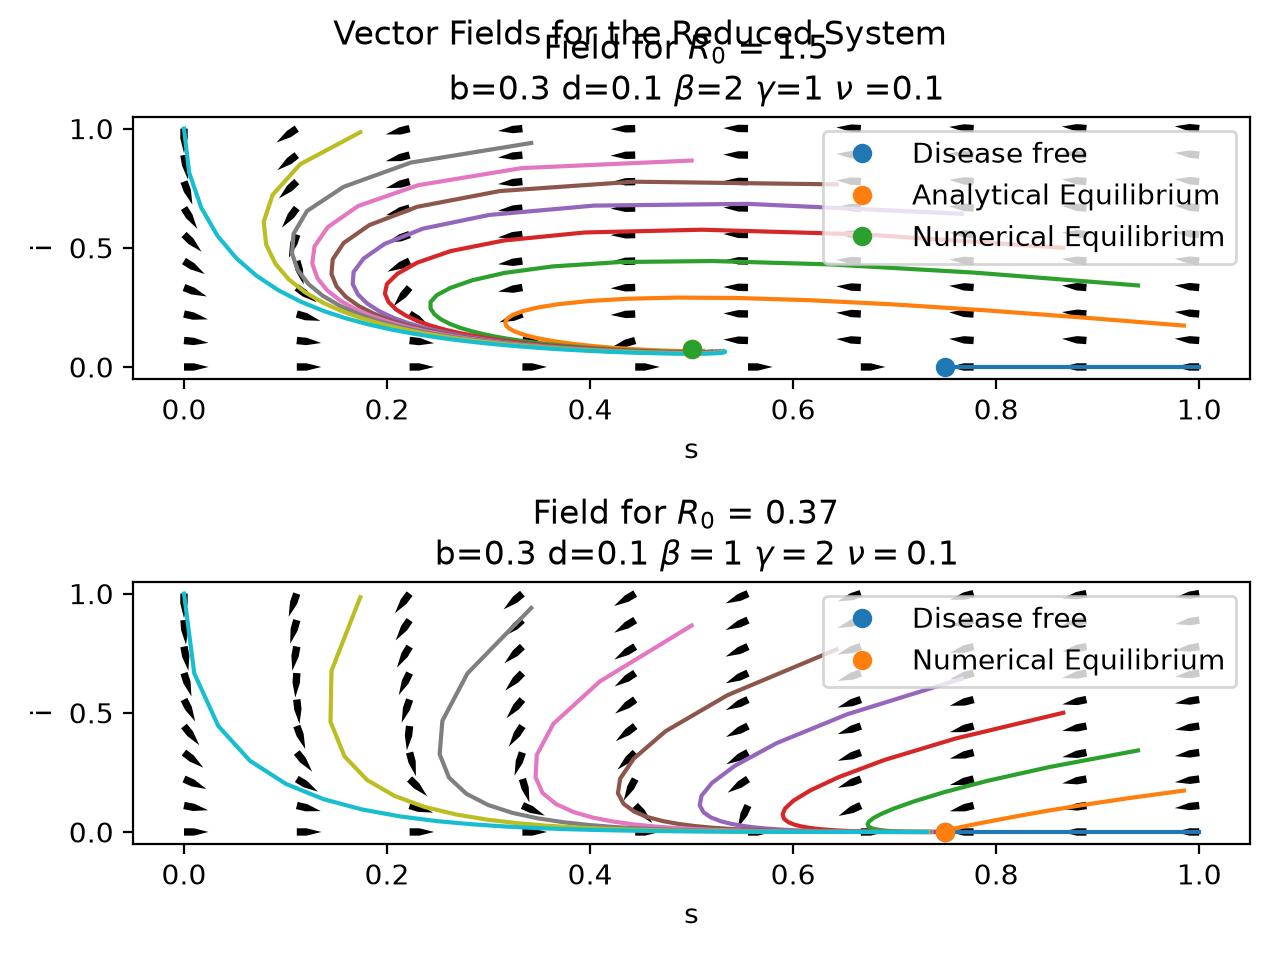 Vector Fields for the Reduced System
Field for R₀ = 1.5
b=0.3 d=0.1 β=2 γ=1 ν =0.1
1.0
0.5
0.0
i
Disease free
Analytical Equilibrium
Numerical Equilibrium
0.0 0.2 0.4 0.6 0.8 1.0
s
Field for R₀ = 0.37
b=0.3 d=0.1 β = 1 γ = 2 ν = 0.1
1.0
0.5
0.0
i
Disease free
Numerical Equilibrium
0.0 0.2 0.4 0.6 0.8 1.0
s